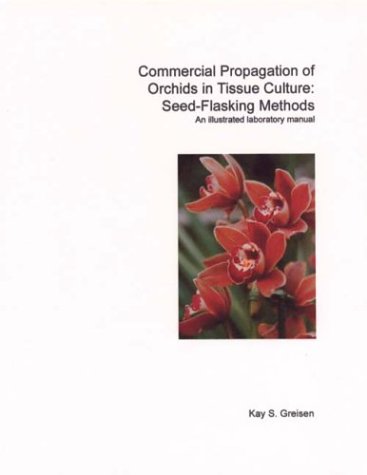 Commercial Propagation of
Orchids in Tissue Culture:
Seed-Flasking Methods
An illustrated laboratory manual
Kay S. Greisen